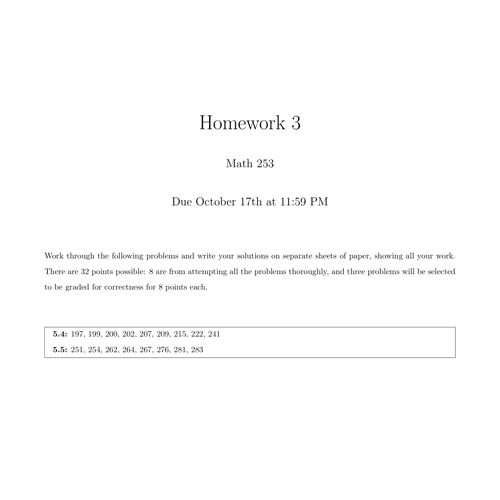 Homework 3
Math 253
Due October 17th at 11:59 PM
Work through the following problems and write your solutions on separate sheets of paper, showing all your work.
There are 32 points possible: 8 are from attempting all the problems thoroughly, and three problems will be selected
to be graded for correctness for 8 points each.
5.4: 197, 199, 200, 202, 207, 209, 215, 222, 241
5.5: 251, 254, 262, 264, 267, 276, 281, 283